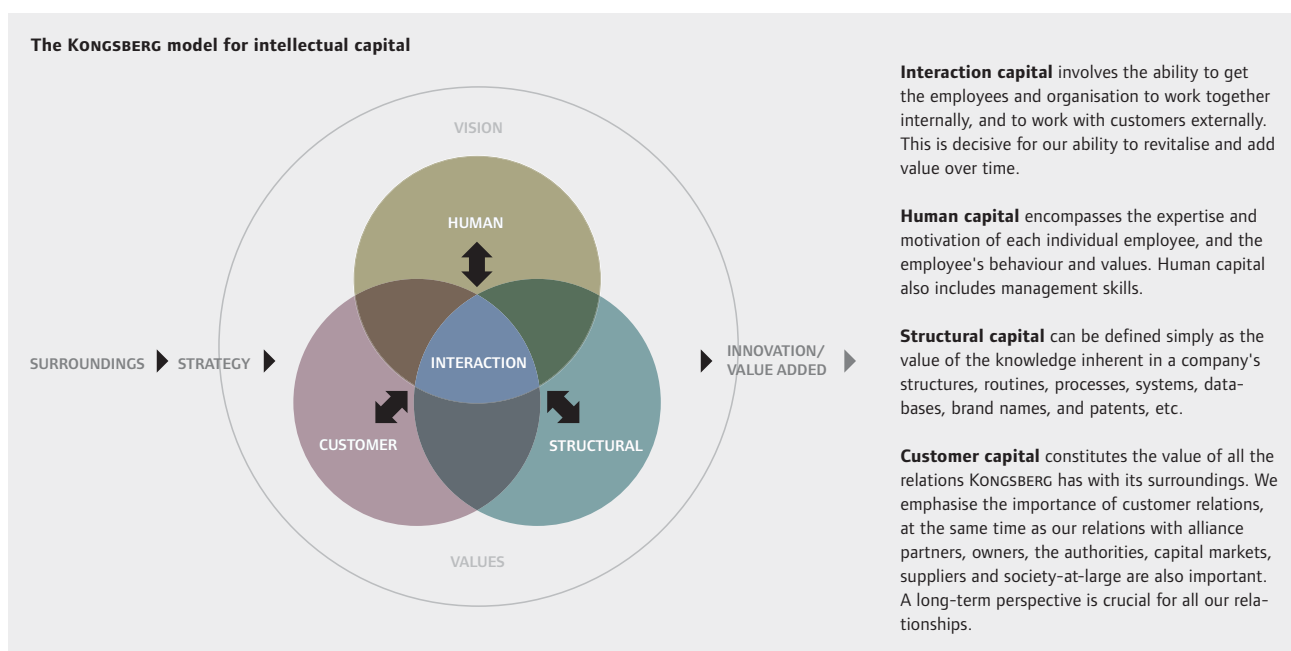 The KONGSBERG model for intellectual capital
VISION
HUMAN
SURROUNDINGS
STRATEGY
INTERACTION
INNOVATION/
VALUE ADDED
CUSTOMER
STRUCTURAL
VALUES
Interaction capital involves the ability to get
the employees and organisation to work together
internally, and to work with customers externally.
This is decisive for our ability to revitalise and add
value over time.
Human capital encompasses the expertise and
motivation of each individual employee, and the
employee's behaviour and values. Human capital
also includes management skills.
Structural capital can be defined simply as the
value of the knowledge inherent in a company's
structures, routines, processes, systems, data-
bases, brand names, and patents, etc.
Customer capital constitutes the value of all the
relations KONGSBERG has with its surroundings. We
emphasise the importance of customer relations,
at the same time as our relations with alliance
partners, owners, the authorities, capital markets,
suppliers and society-at-large are also important.
A long-term perspective is crucial for all our rela-
tionships.